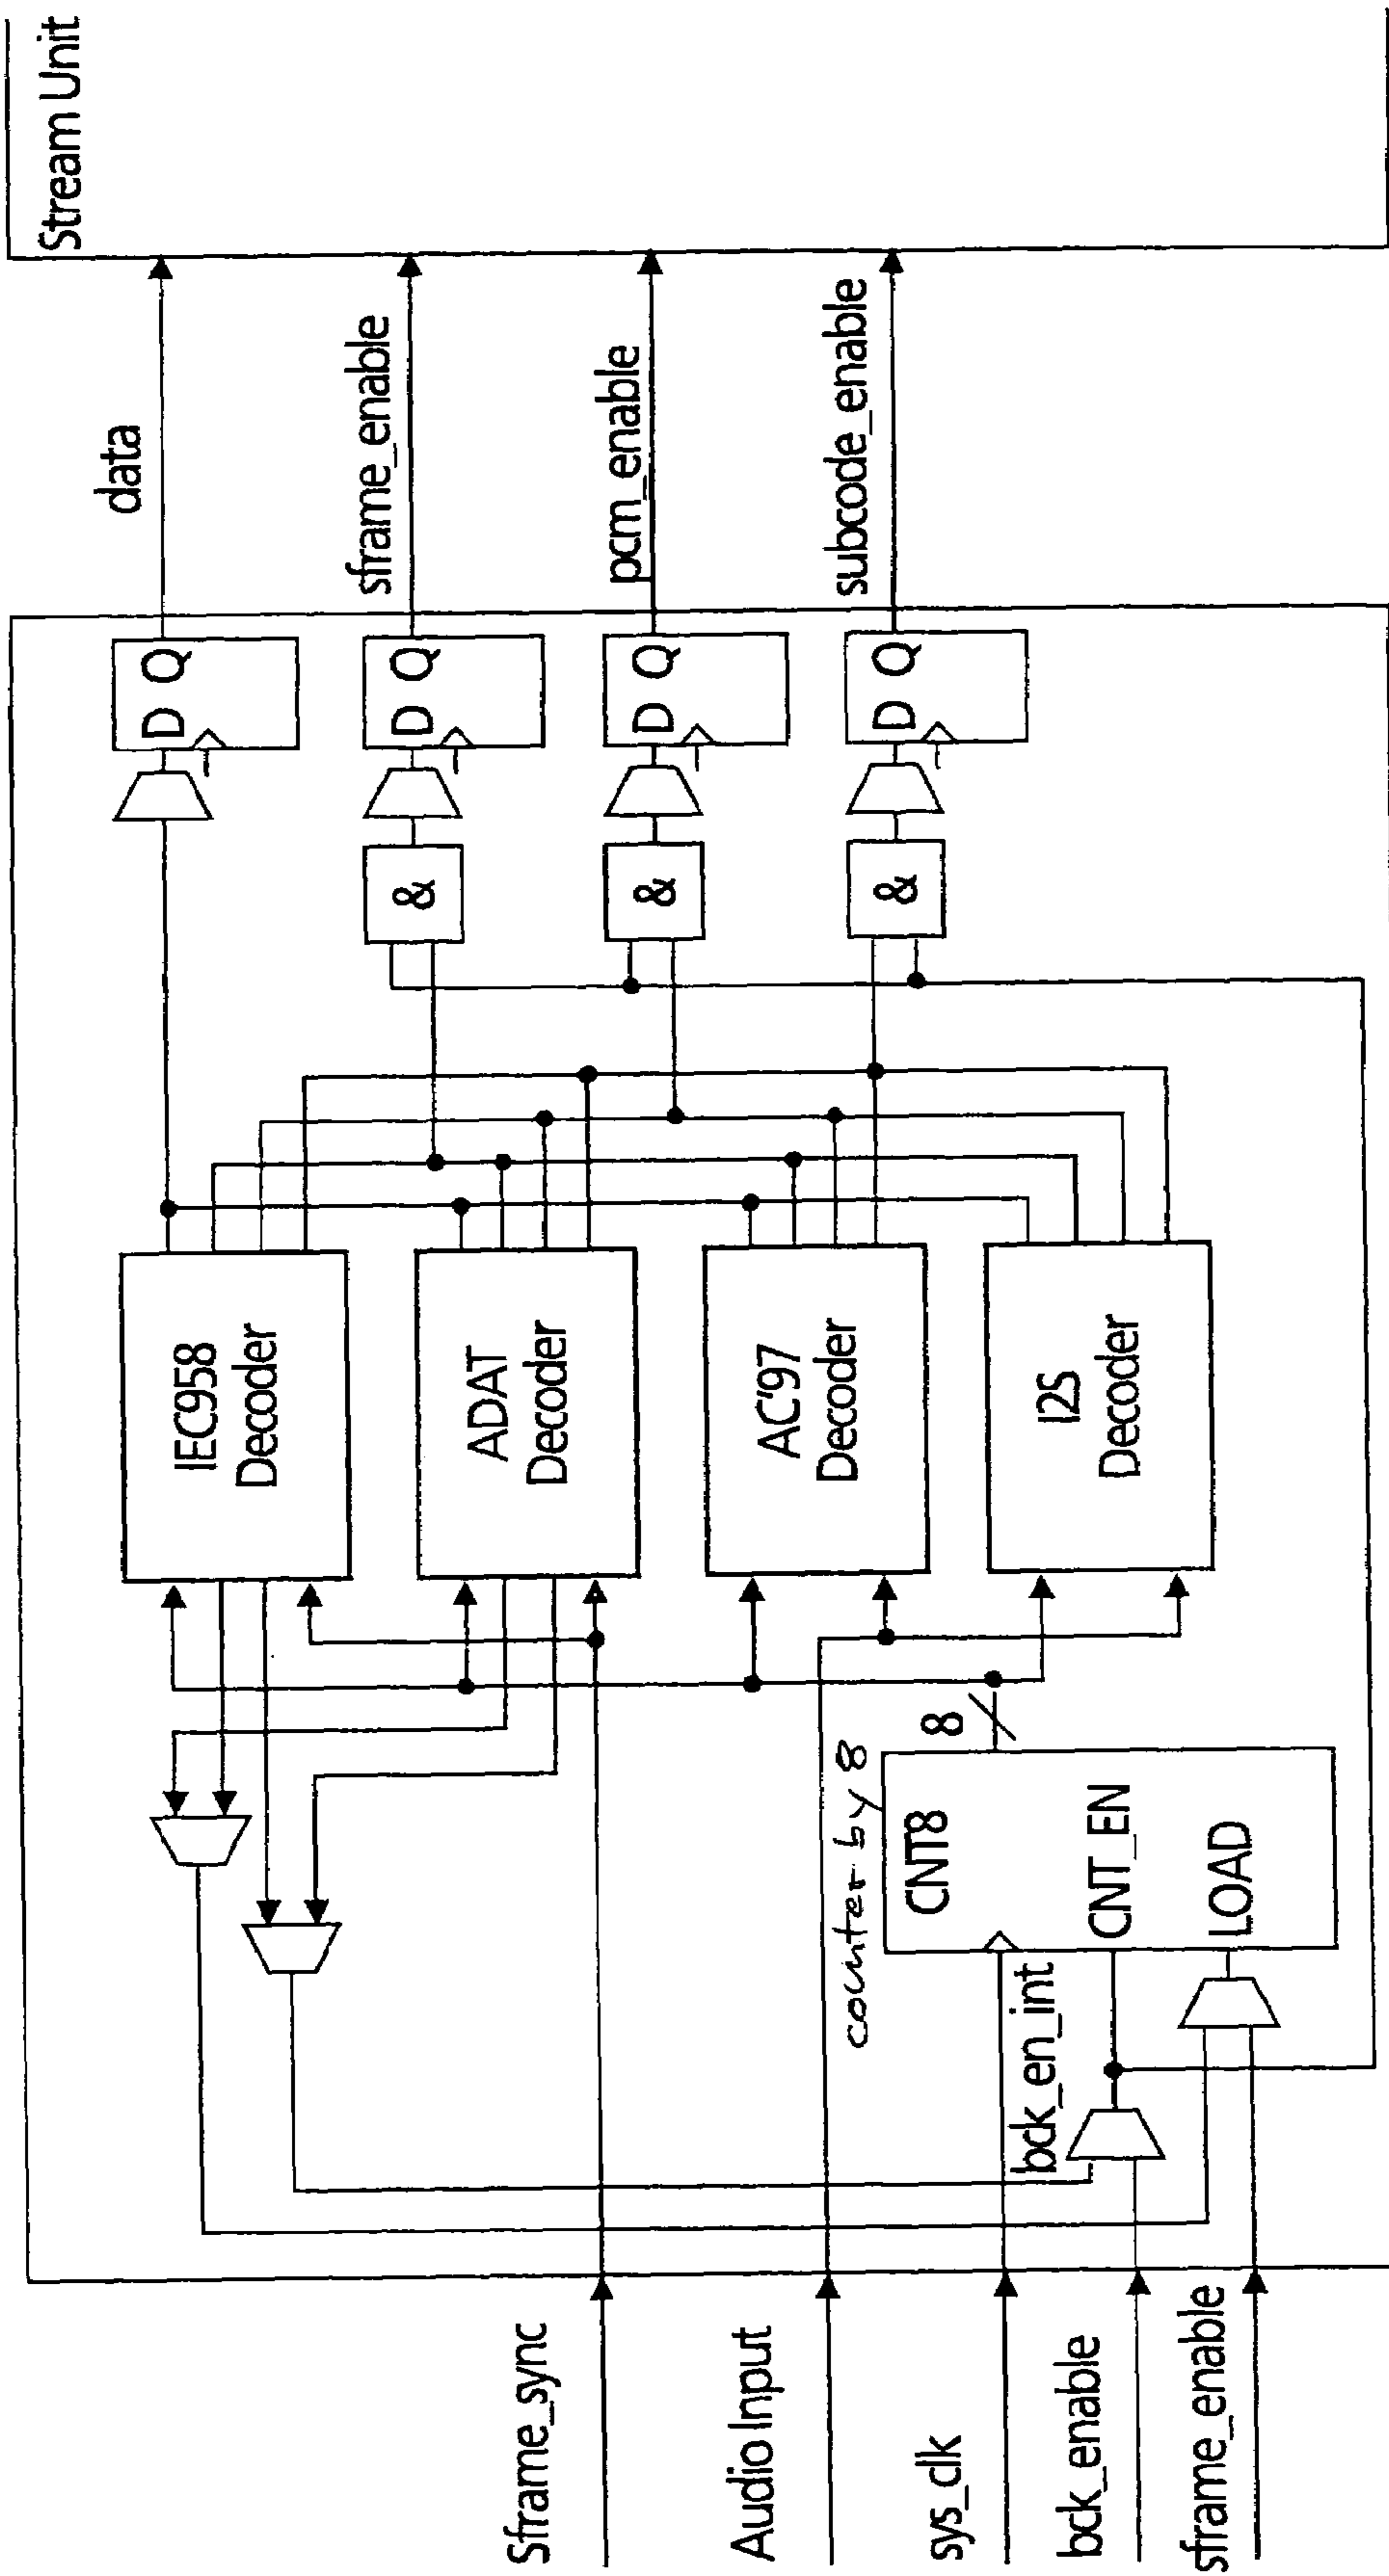 Stream Unit
data
sframe_enable
pcm_enable
subcode_enable
D Q
D Q
D Q
D Q
&
&
&
IEC958
Decoder
ADAT
Decoder
AC'97
Decoder
I2S
Decoder
8
counter by 8
CNT8
CNT_EN
LOAD
bck_en_int
Sframe_sync
Audio Input
sys_clk
bck_enable
sframe_enable